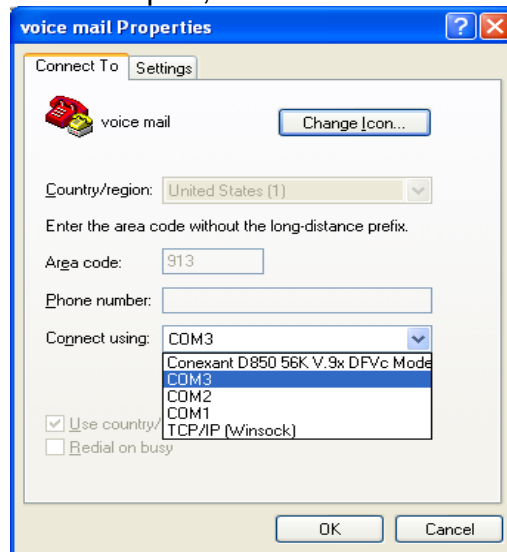 voice mail Properties
Connect To
Settings
voice mail
Change Icon...
Country/region: United States (1)
Enter the area code without the long-distance prefix.
Area code: 913
Phone number:
Connect using: COM3
Conexant D850 56K V.9x DFVc Mode
COM3
COM2
COM1
TCP/IP (Winsock)
Use country/
Redial on busy
OK
Cancel